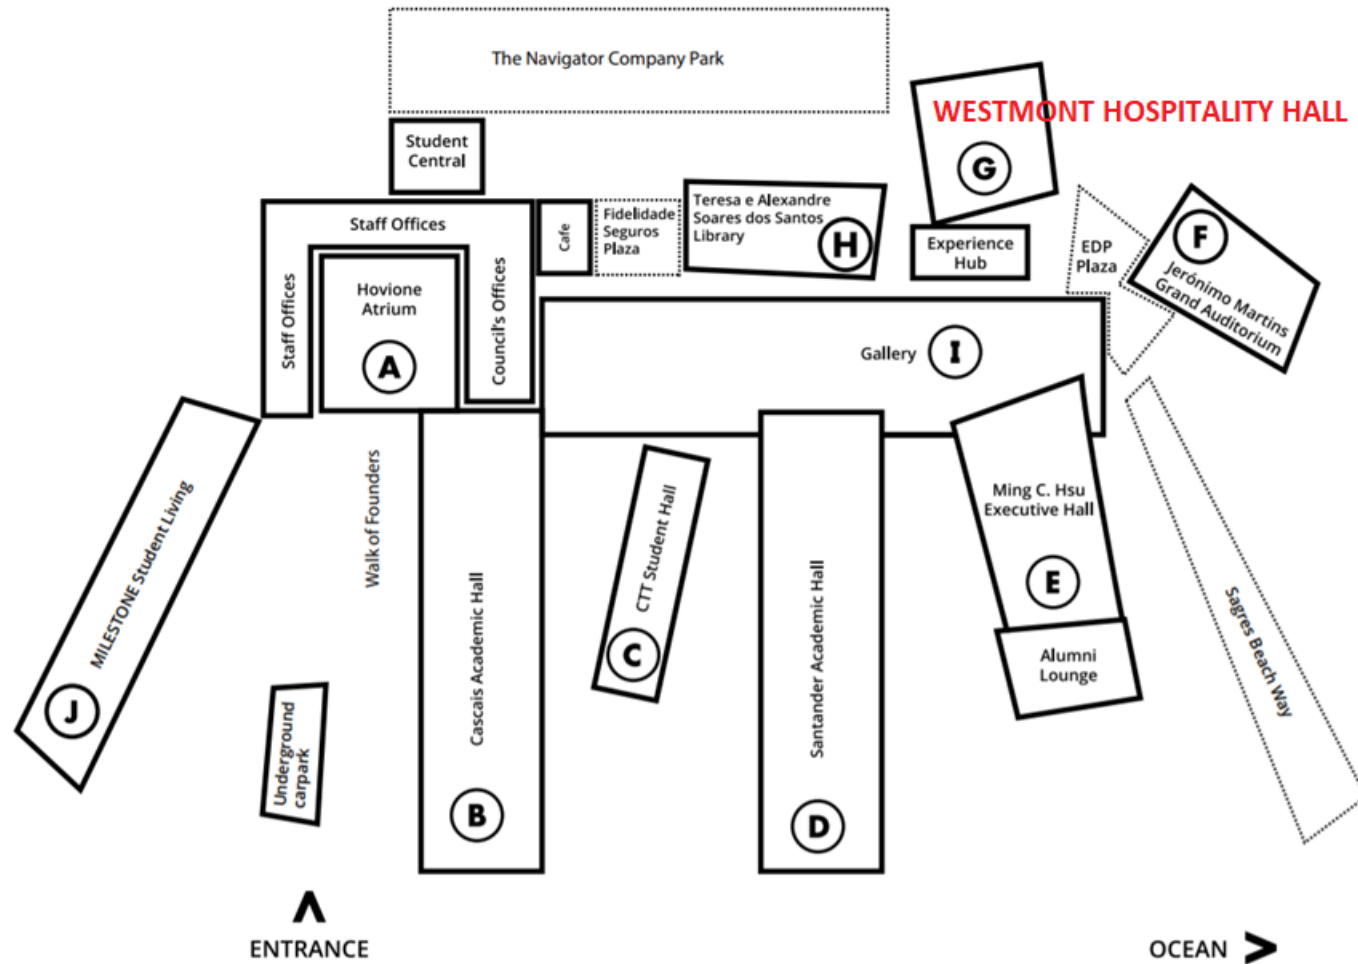 The Navigator Company Park
WESTMONT HOSPITALITY HALL
G
Student
Central
Staff Offices
Staff Offices
Council's Offices
Hovione
Atrium
A
Cafe
Fidelidade
Seguros
Plaza
Teresa e Alexandre
Soares dos Santos
Library
H
Experience
Hub
EDP
Plaza
F
Jerónimo Martins
Grand Auditorium
Gallery
I
MILESTONE Student Living
J
Walk of Founders
Underground
carpark
Cascais Academic Hall
B
CTT Student Hall
C
Santander Academic Hall
D
Ming C. Hsu
Executive Hall
E
Alumni
Lounge
Sagres Beach Way
ENTRANCE
OCEAN >